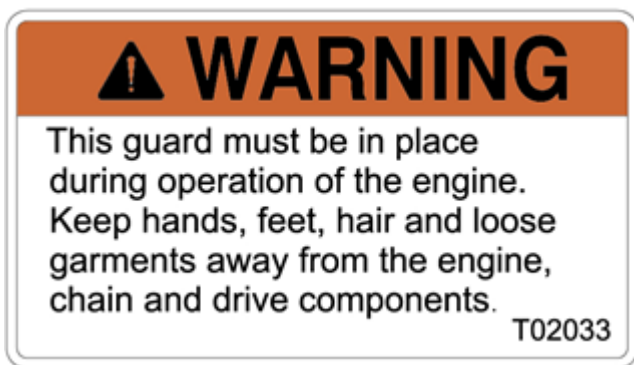 WARNING
This guard must be in place
during operation of the engine.
Keep hands, feet, hair and loose
garments away from the engine,
chain and drive components.
T02033